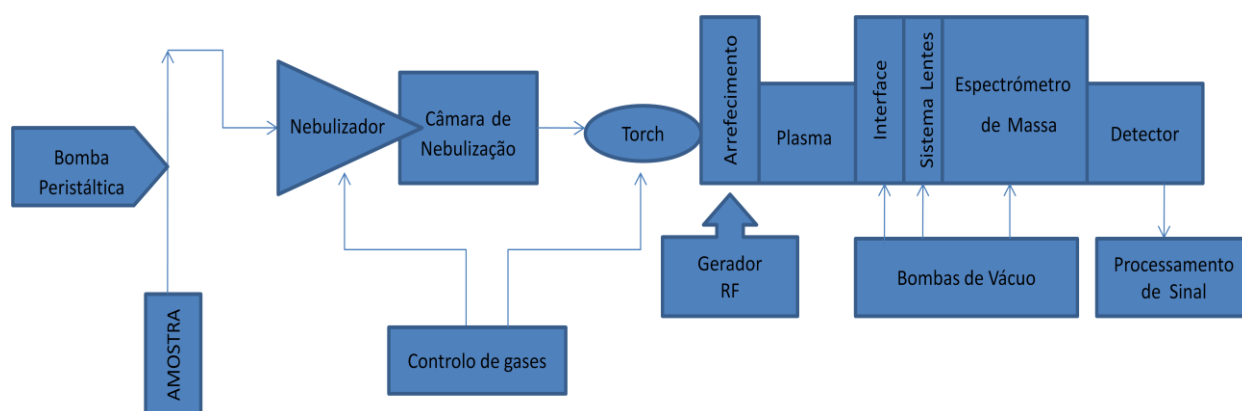 Bomba
Peristáltica
AMOSTRA
Nebulizador
Câmara de
Nebulização
Controlo de gases
Torch
Arrefecimento
Gerador
RF
Plasma
Interface
Sistema Lentes
Espectrómetro
de Massa
Bombas de Vácuo
Detector
Processamento
de Sinal